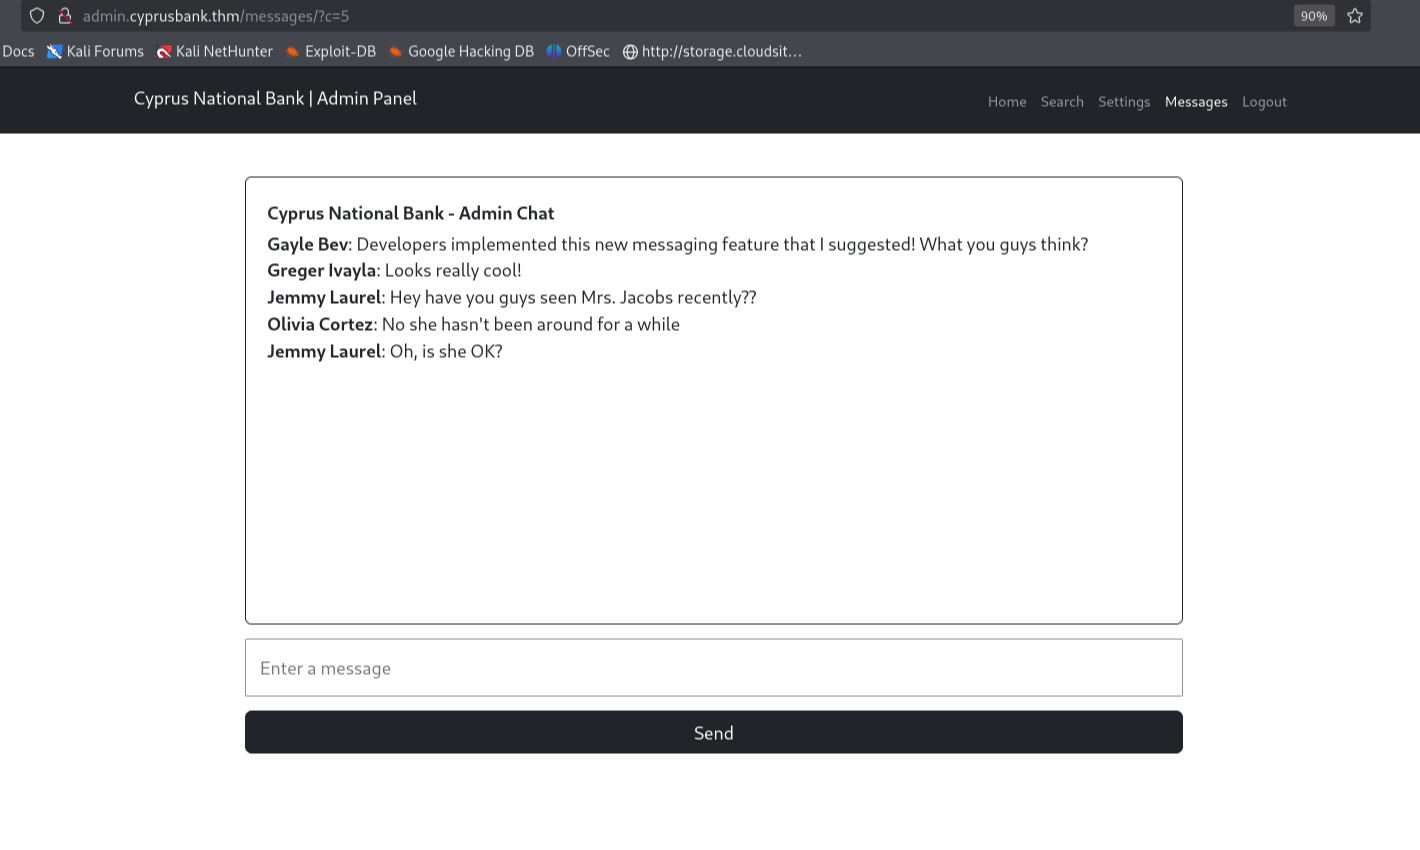 admin.cyprusbank.thm/messages/?c=5 90%
Docs Kali Forums Kali NetHunter Exploit-DB Google Hacking DB OffSec http://storage.cloudsit…
Cyprus National Bank | Admin Panel Home Search Settings Messages Logout
Cyprus National Bank - Admin Chat
Gayle Bev: Developers implemented this new messaging feature that I suggested! What you guys think?
Greger Ivayla: Looks really cool!
Jemmy Laurel: Hey have you guys seen Mrs. Jacobs recently??
Olivia Cortez: No she hasn't been around for a while
Jemmy Laurel: Oh, is she OK?
Enter a message
Send